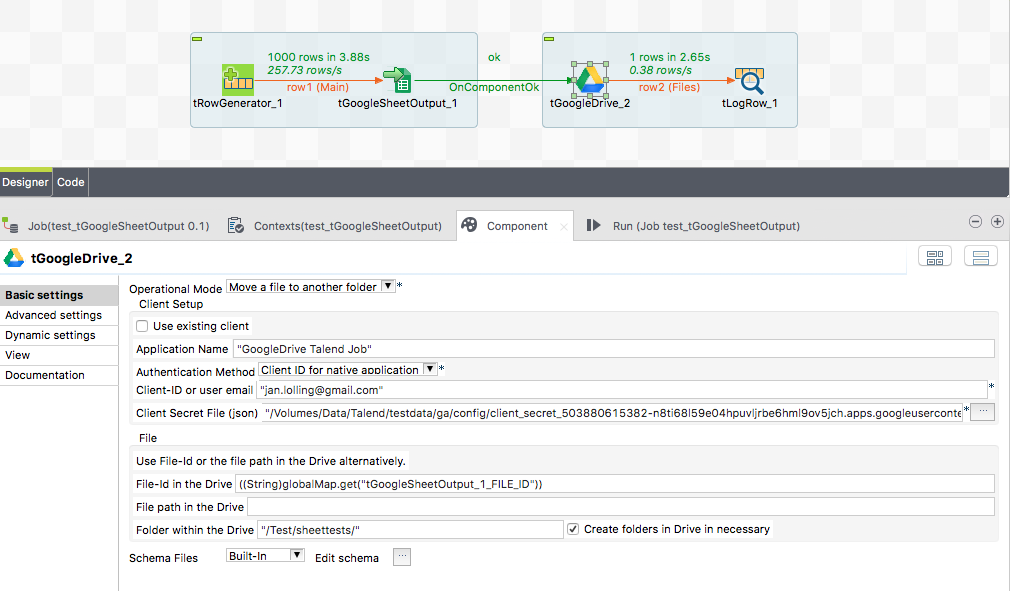 1000 rows in 3.88s
257.73 rows/s
row1 (Main)
tRowGenerator_1
tGoogleSheetOutput_1
ok
OnComponentOk
1 rows in 2.65s
0.38 rows/s
row2 (Files)
tGoogleDrive_2
tLogRow_1
Designer
Code
Job(test_tGoogleSheetOutput 0.1)
Contexts(test_tGoogleSheetOutput)
Component
Run (Job test_tGoogleSheetOutput)
tGoogleDrive_2
Basic settings
Advanced settings
Dynamic settings
View
Documentation
Operational Mode Move a file to another folder *
Client Setup
Use existing client
Application Name "GoogleDrive Talend Job"
Authentication Method Client ID for native application *
Client-ID or user email "jan.lolling@gmail.com" *
Client Secret File (json) "/Volumes/Data/Talend/testdata/ga/config/client_secret_503880615382-n8ti68l59e04hpuvljrbe6hml9ov5jch.apps.googleuserconte * ...
File
Use File-Id or the file path in the Drive alternatively.
File-Id in the Drive ((String)globalMap.get("tGoogleSheetOutput_1_FILE_ID"))
File path in the Drive
Folder within the Drive "/Test/sheettests/" Create folders in Drive in necessary
Schema Files Built-In Edit schema ...